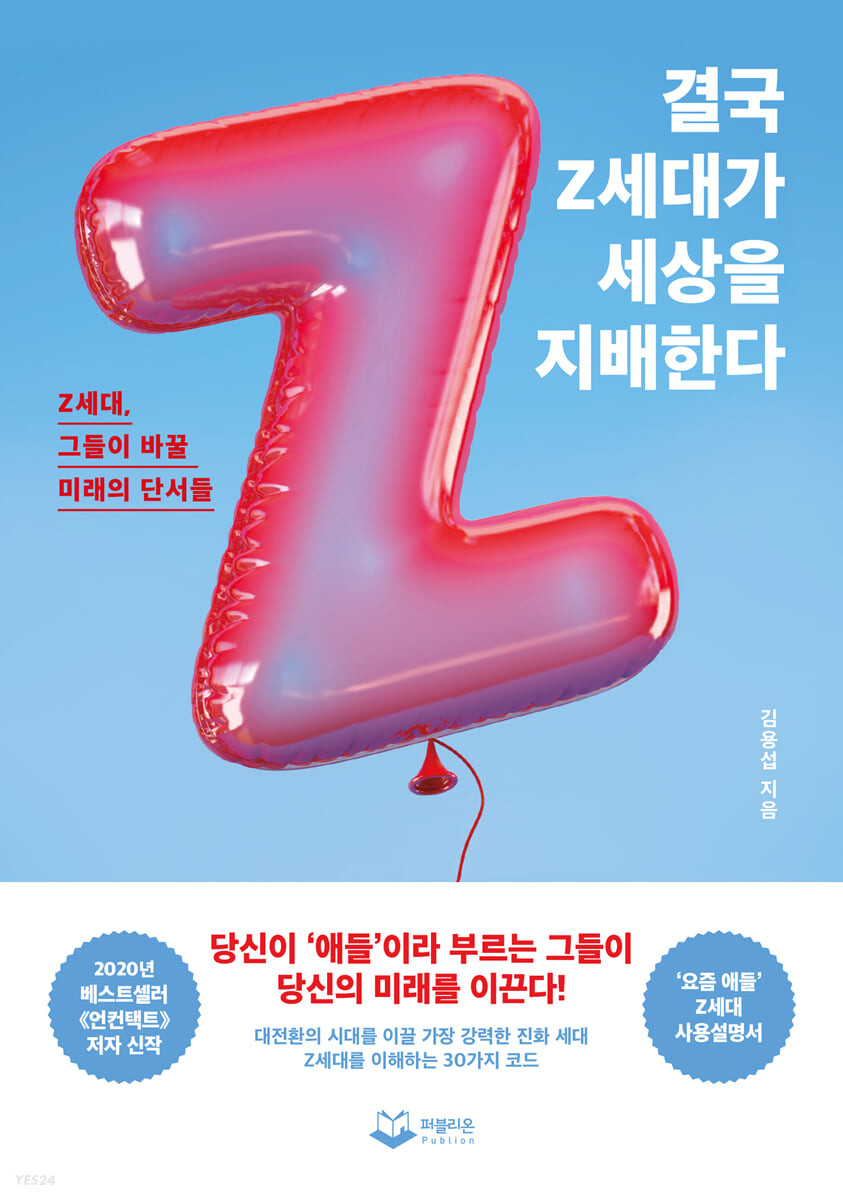 결국
Z세대가
세상을
지배한다
Z세대,
그들이 바꿀
미래의 단서들
김용섭 지음
2020년
베스트셀러
《언컨택트》
저자 신작
당신이 ‘애들’이라 부르는 그들이
당신의 미래를 이끈다!
대전환의 시대를 이끌 가장 강력한 진화 세대
Z세대를 이해하는 30가지 코드
‘요즘 애들’
Z세대
사용설명서
퍼블리온
Publion
YES24